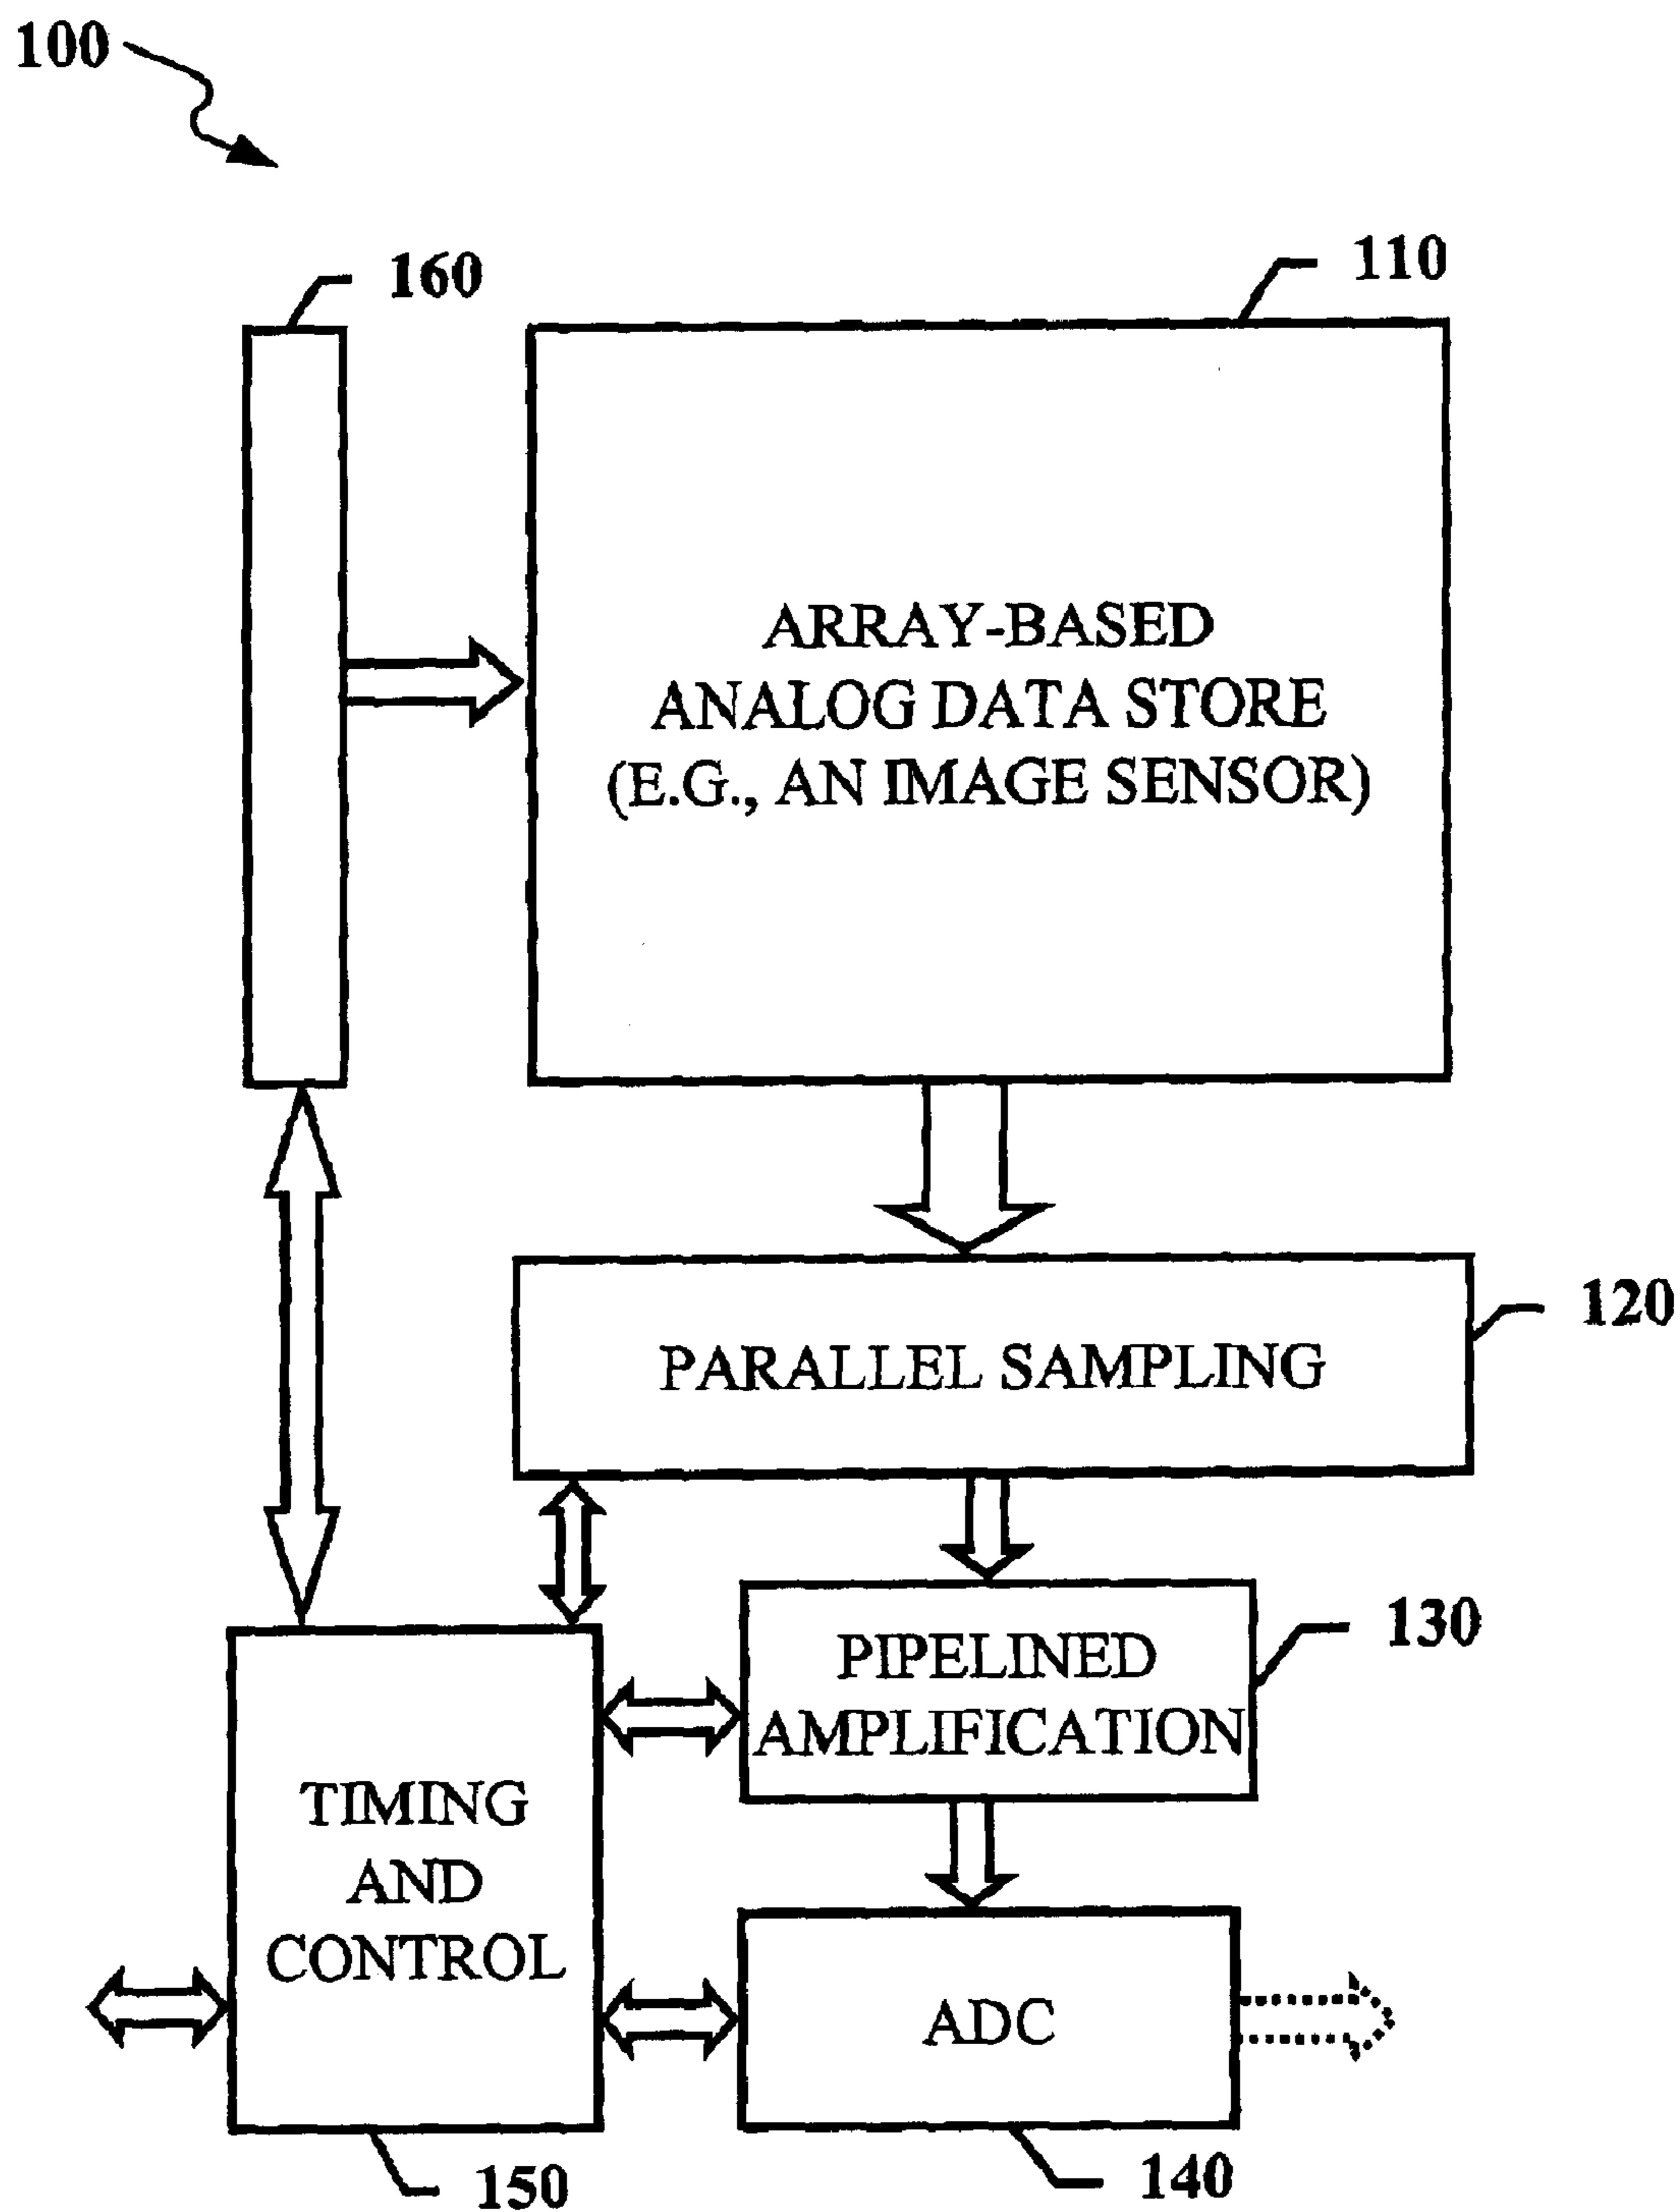 100
160
110
ARRAY-BASED
ANALOG DATA STORE
(E.G., AN IMAGE SENSOR)
120
PARALLEL SAMPLING
130
PIPELINED
AMPLIFICATION
TIMING
AND
CONTROL
ADC
150
140